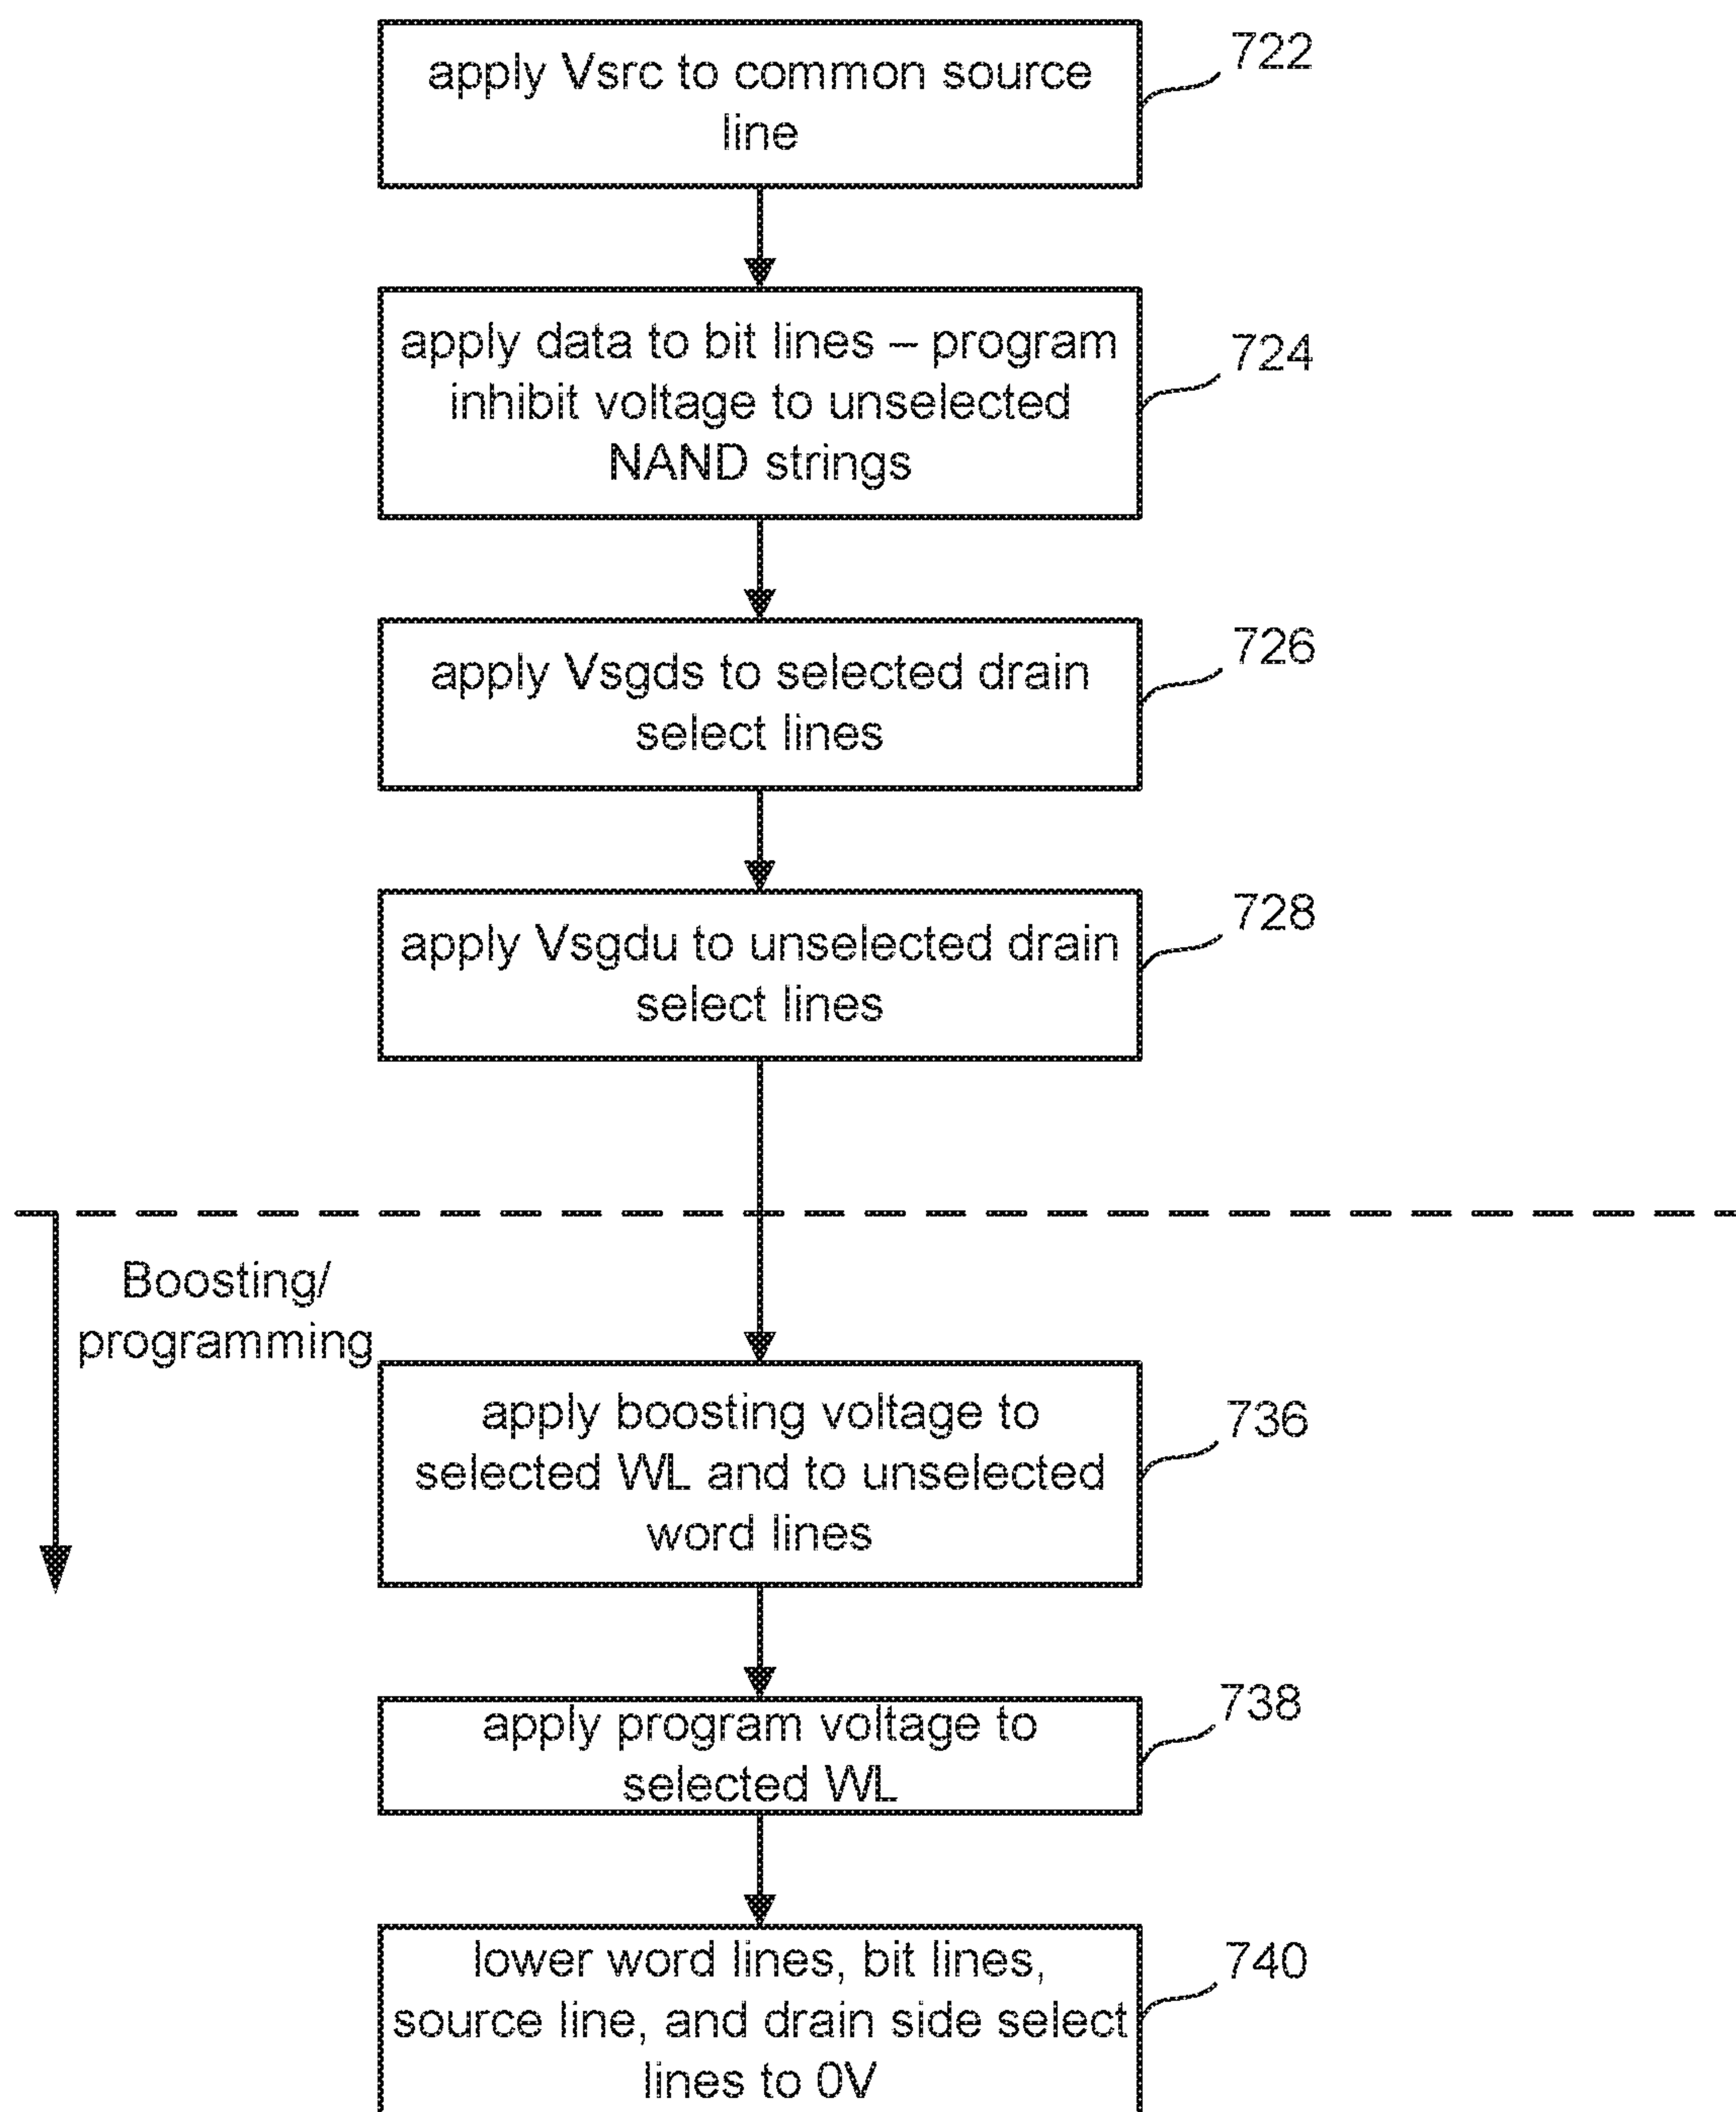 apply Vsrc to common source
line
722
apply data to bit lines – program
inhibit voltage to unselected
NAND strings
724
apply Vsgds to selected drain
select lines
726
apply Vsgdu to unselected drain
select lines
728
Boosting/
programming
apply boosting voltage to
selected WL and to unselected
word lines
736
apply program voltage to
selected WL
738
lower word lines, bit lines,
source line, and drain side select
lines to 0V
740